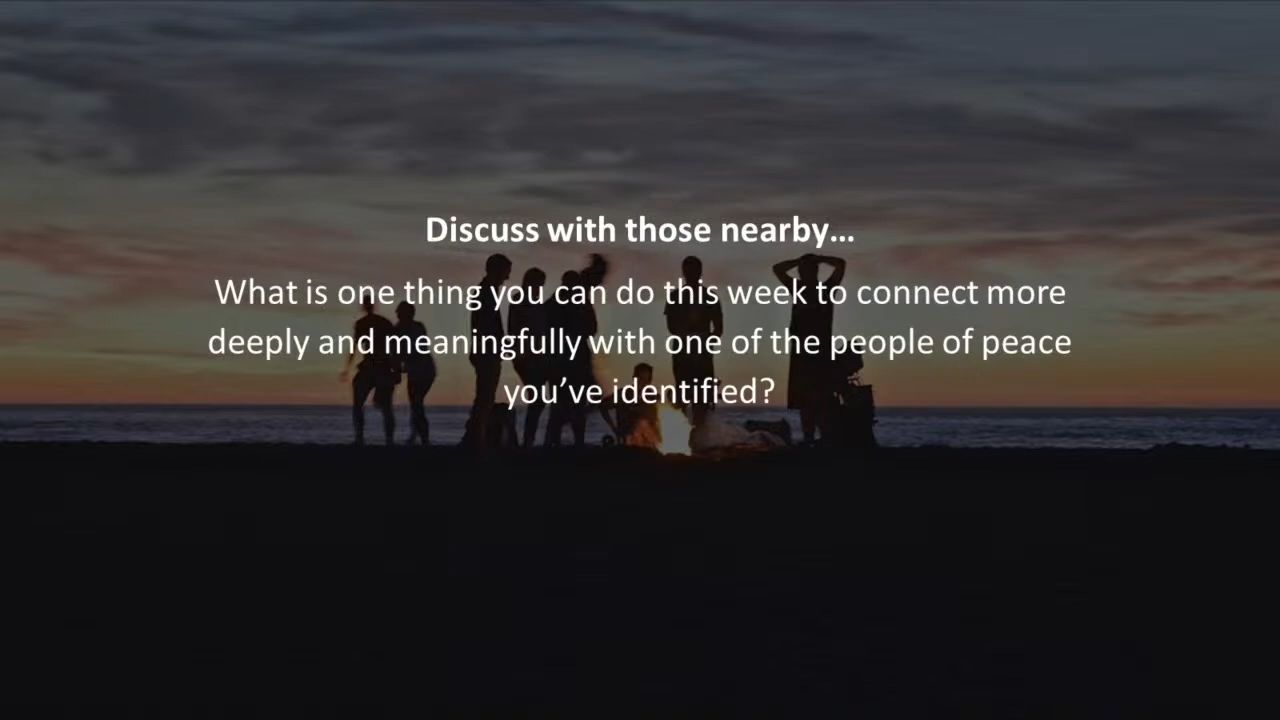 Discuss with those nearby…
What is one thing you can do this week to connect more
deeply and meaningfully with one of the people of peace
you’ve identified?